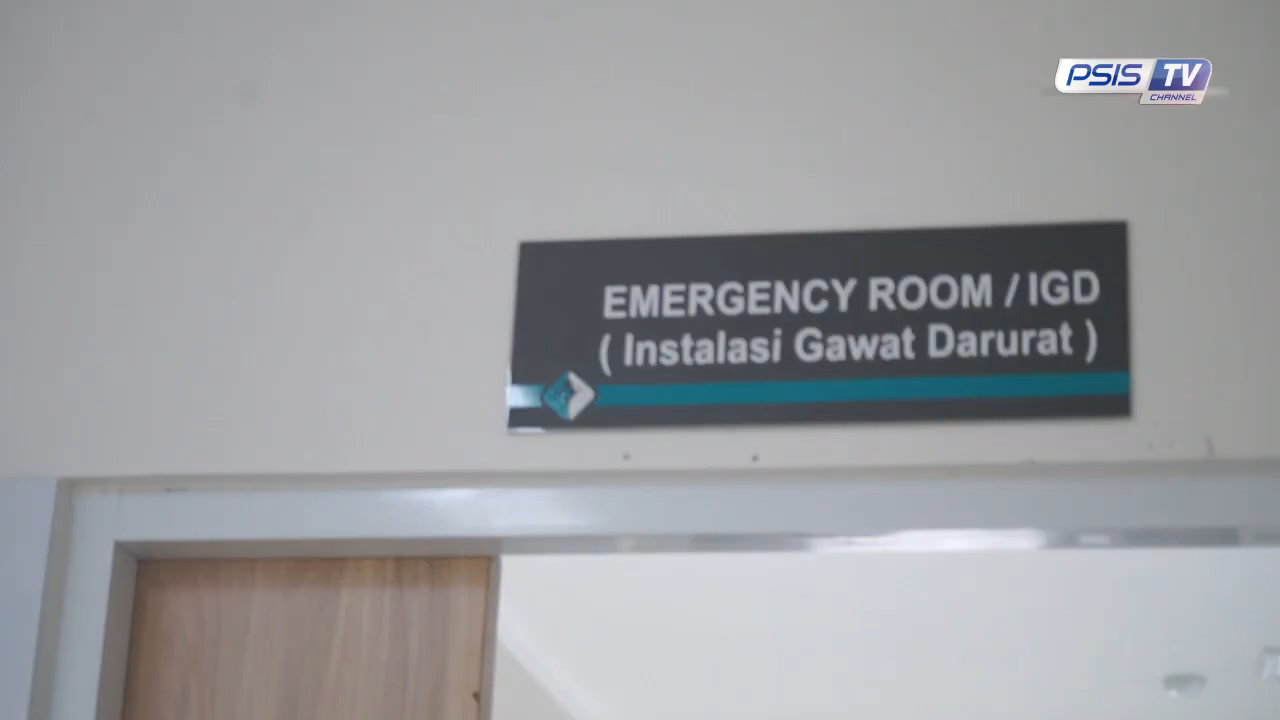 PSIS TV
CHANNEL
EMERGENCY ROOM / IGD
( Instalasi Gawat Darurat )